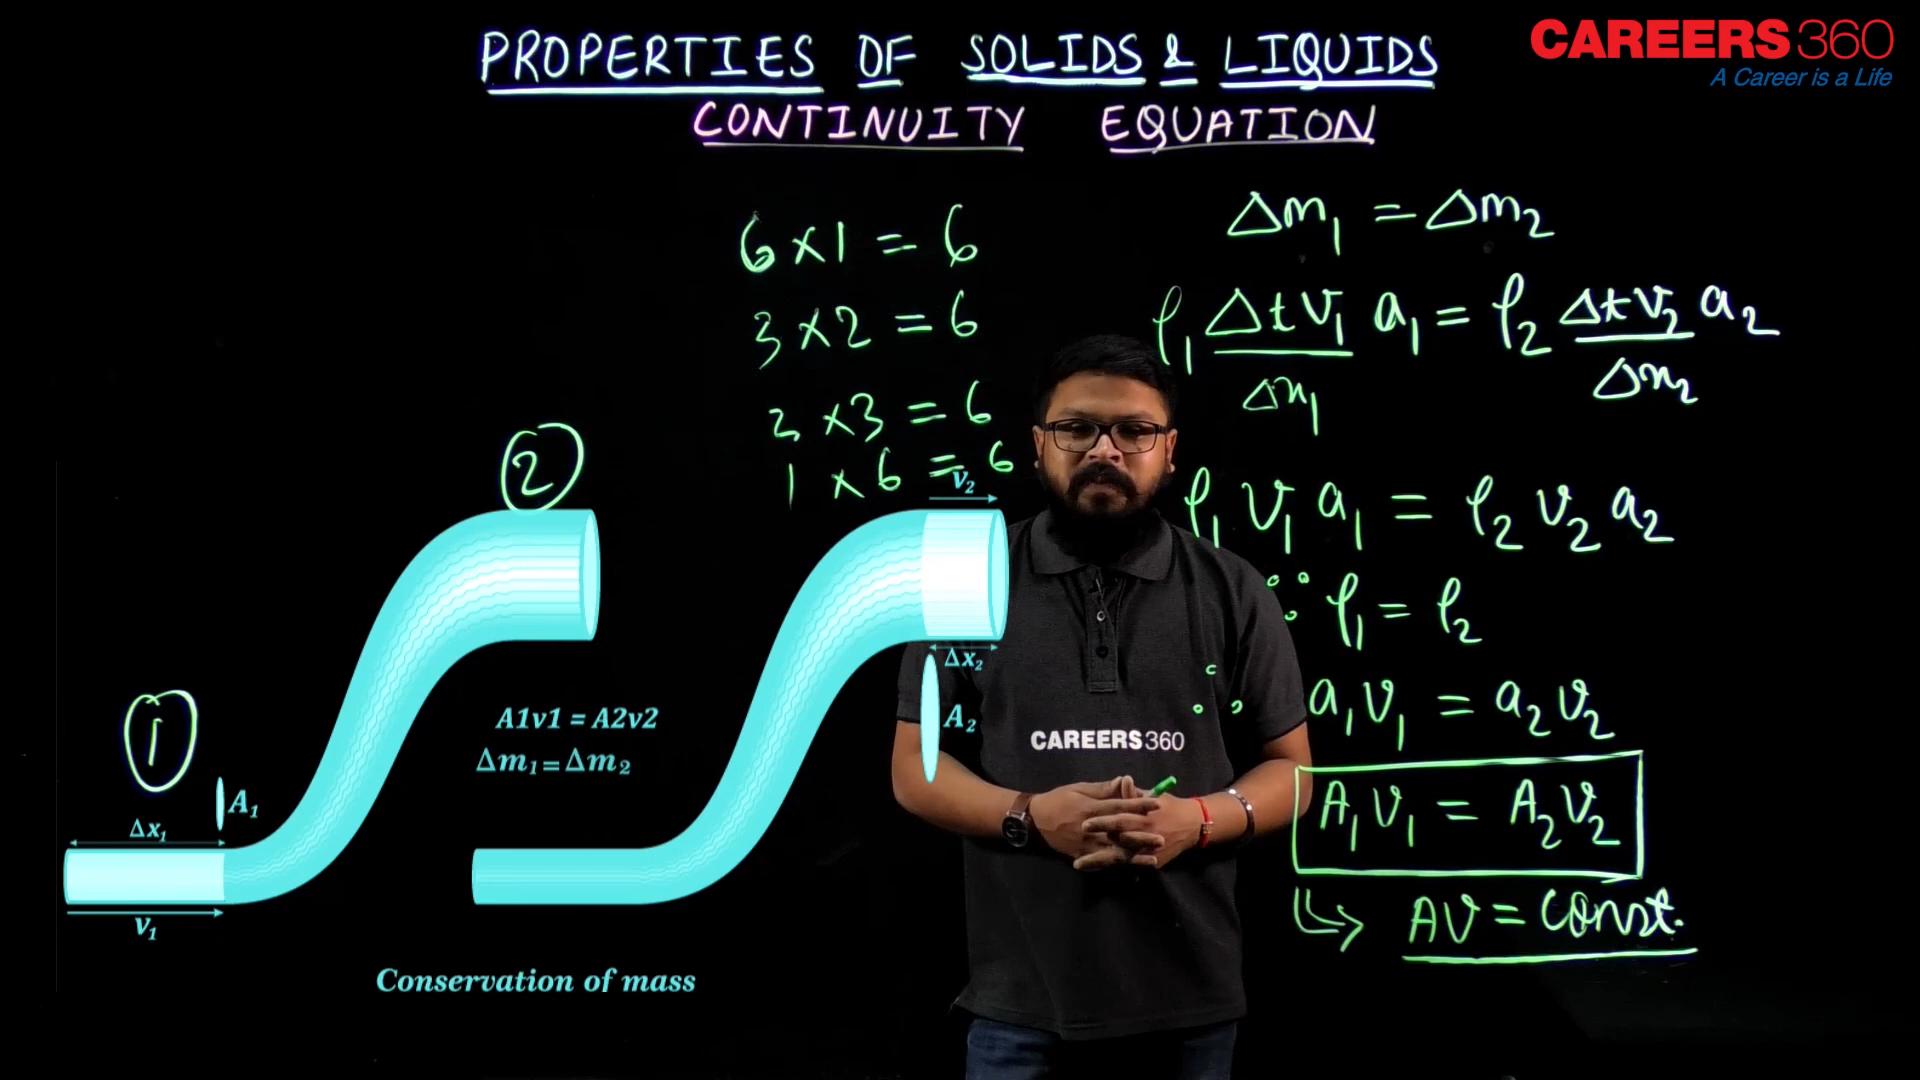 PROPERTIES OF SOLIDS & LIQUIDS
CAREERS360
A Career is a Life
CONTINUITY EQUATION
6 × 1 = 6
3 × 2 = 6
2 × 3 = 6
1 × 6 = 6
Δm₁ = Δm₂
ρ₁ Δt v₁ a₁ = ρ₂ Δt v₂ a₂
Δx₁ Δx₂
ρ₁ v₁ a₁ = ρ₂ v₂ a₂
∵ ρ₁ = ρ₂
∴ a₁v₁ = a₂v₂
A₁v₁ = A₂v₂
AV = Const.
2
1
A₁
Δx₁
v₁
A1v1 = A2v2
Δm₁ = Δm₂
v₂
Δx₂
A₂
CAREERS360
Conservation of mass